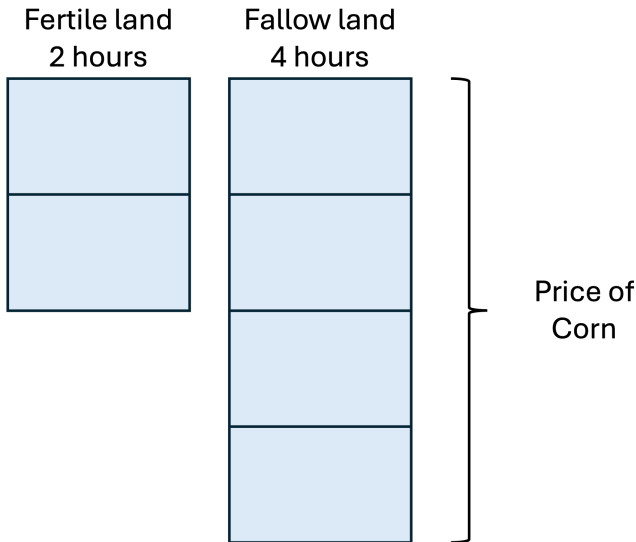 Fertile land
2 hours
Fallow land
4 hours
Price of
Corn